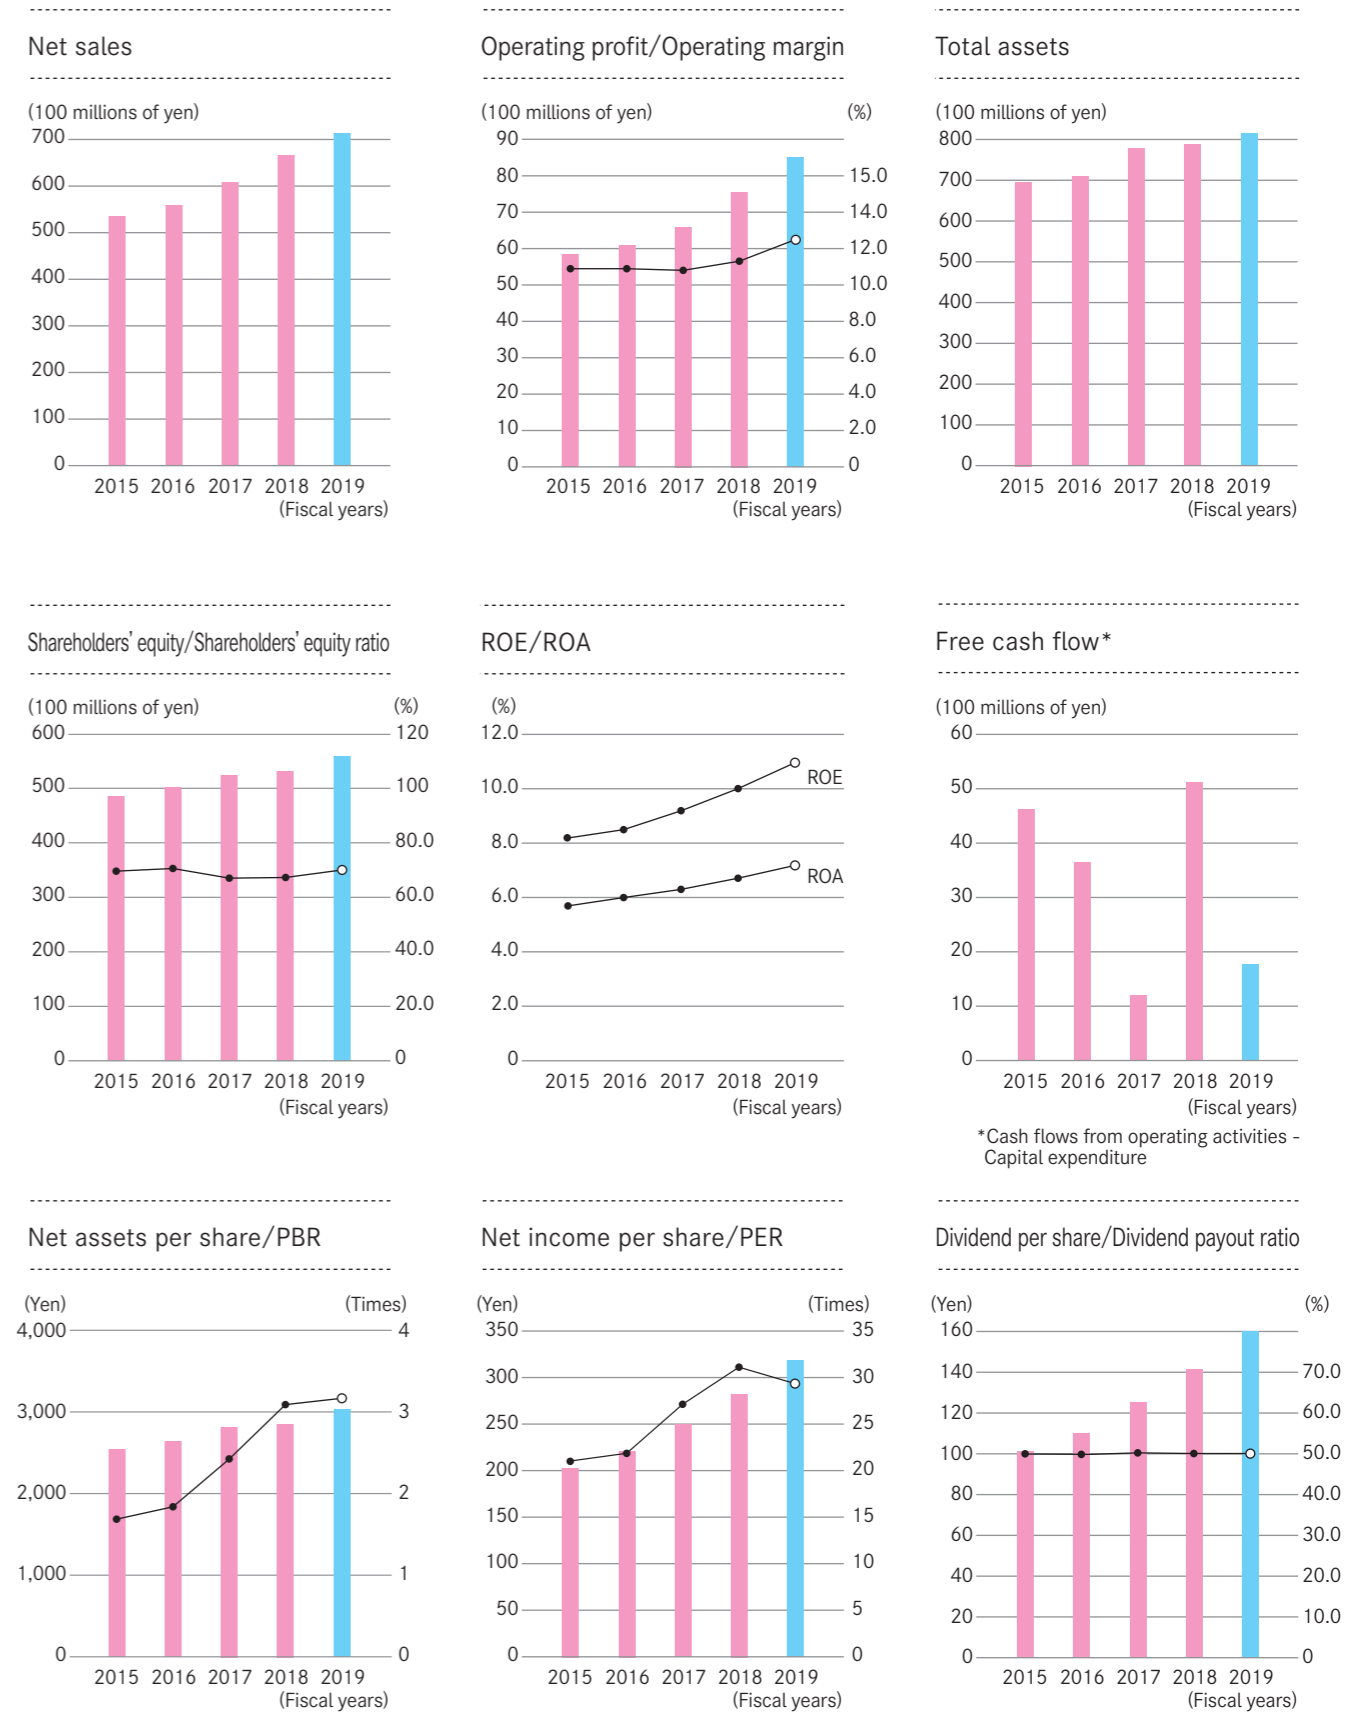 Net sales
(100 millions of yen)
700
600
500
400
300
200
100
0
2015 2016 2017 2018 2019
(Fiscal years)
Operating profit/Operating margin
(100 millions of yen) (%)
90
80 15.0
70 14.0
60 12.0
50 10.0
40 8.0
30 6.0
20 4.0
10 2.0
0 0
2015 2016 2017 2018 2019
(Fiscal years)
Total assets
(100 millions of yen)
800
700
600
500
400
300
200
100
0
2015 2016 2017 2018 2019
(Fiscal years)
Shareholders' equity/Shareholders' equity ratio
(100 millions of yen) (%)
600 120
500 100
400 80.0
300 60.0
200 40.0
100 20.0
0 0
2015 2016 2017 2018 2019
(Fiscal years)
ROE/ROA
(%)
12.0
ROE
10.0
8.0
ROA
6.0
4.0
2.0
0
2015 2016 2017 2018 2019
(Fiscal years)
Free cash flow*
(100 millions of yen)
60
50
40
30
20
10
0
2015 2016 2017 2018 2019
(Fiscal years)
*Cash flows from operating activities -
Capital expenditure
Net assets per share/PBR
(Yen) (Times)
4,000 4
3,000 3
2,000 2
1,000 1
0 0
2015 2016 2017 2018 2019
(Fiscal years)
Net income per share/PER
(Yen) (Times)
350 35
300 30
250 25
200 20
150 15
100 10
50 5
0 0
2015 2016 2017 2018 2019
(Fiscal years)
Dividend per share/Dividend payout ratio
(Yen) (%)
160
140 70.0
120 60.0
100 50.0
80 40.0
60 30.0
40 20.0
20 10.0
0 0
2015 2016 2017 2018 2019
(Fiscal years)